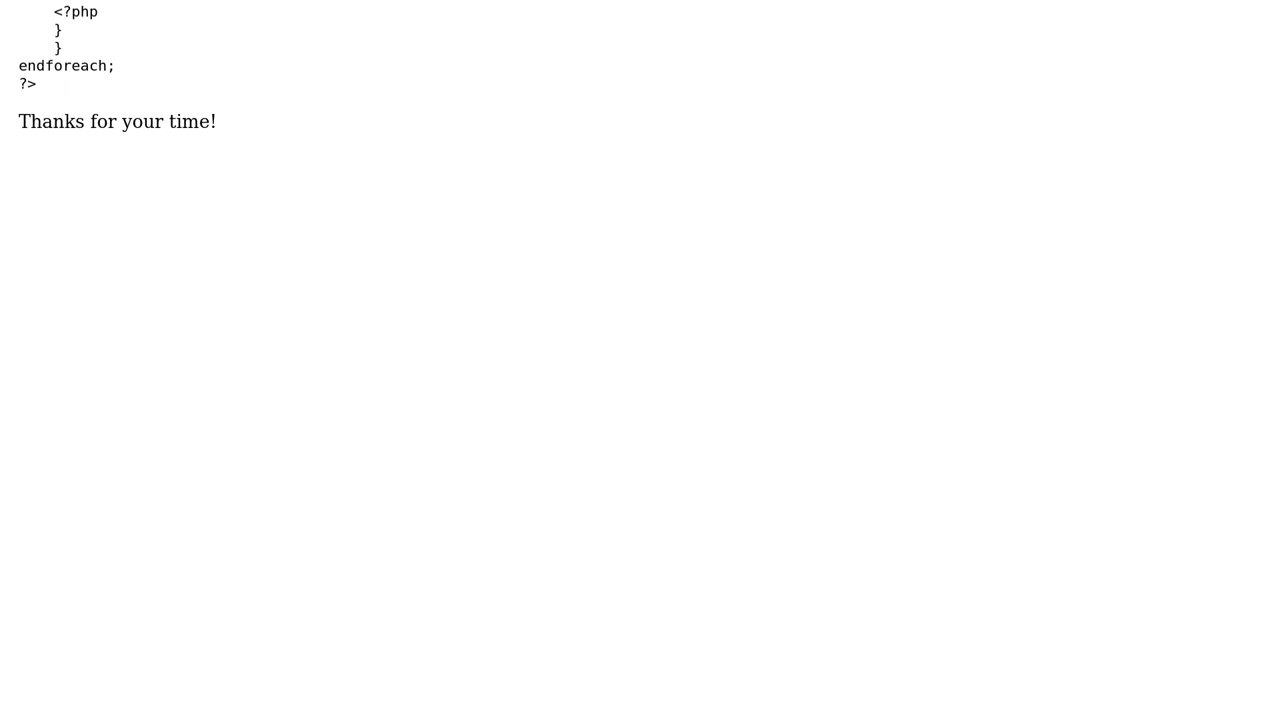 <?php
    }
    }
endforeach;
?>
Thanks for your time!